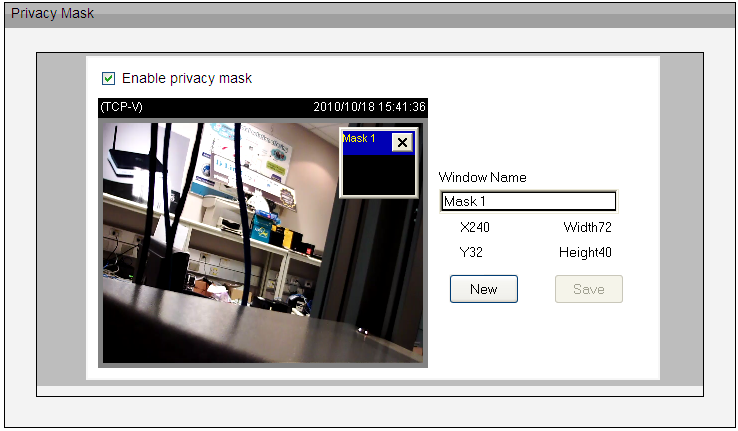 Privacy Mask
Enable privacy mask
(TCP-V) 2010/10/18 15:41:36
Mask 1
Window Name
Mask 1
X240 Width72
Y32 Height40
New Save